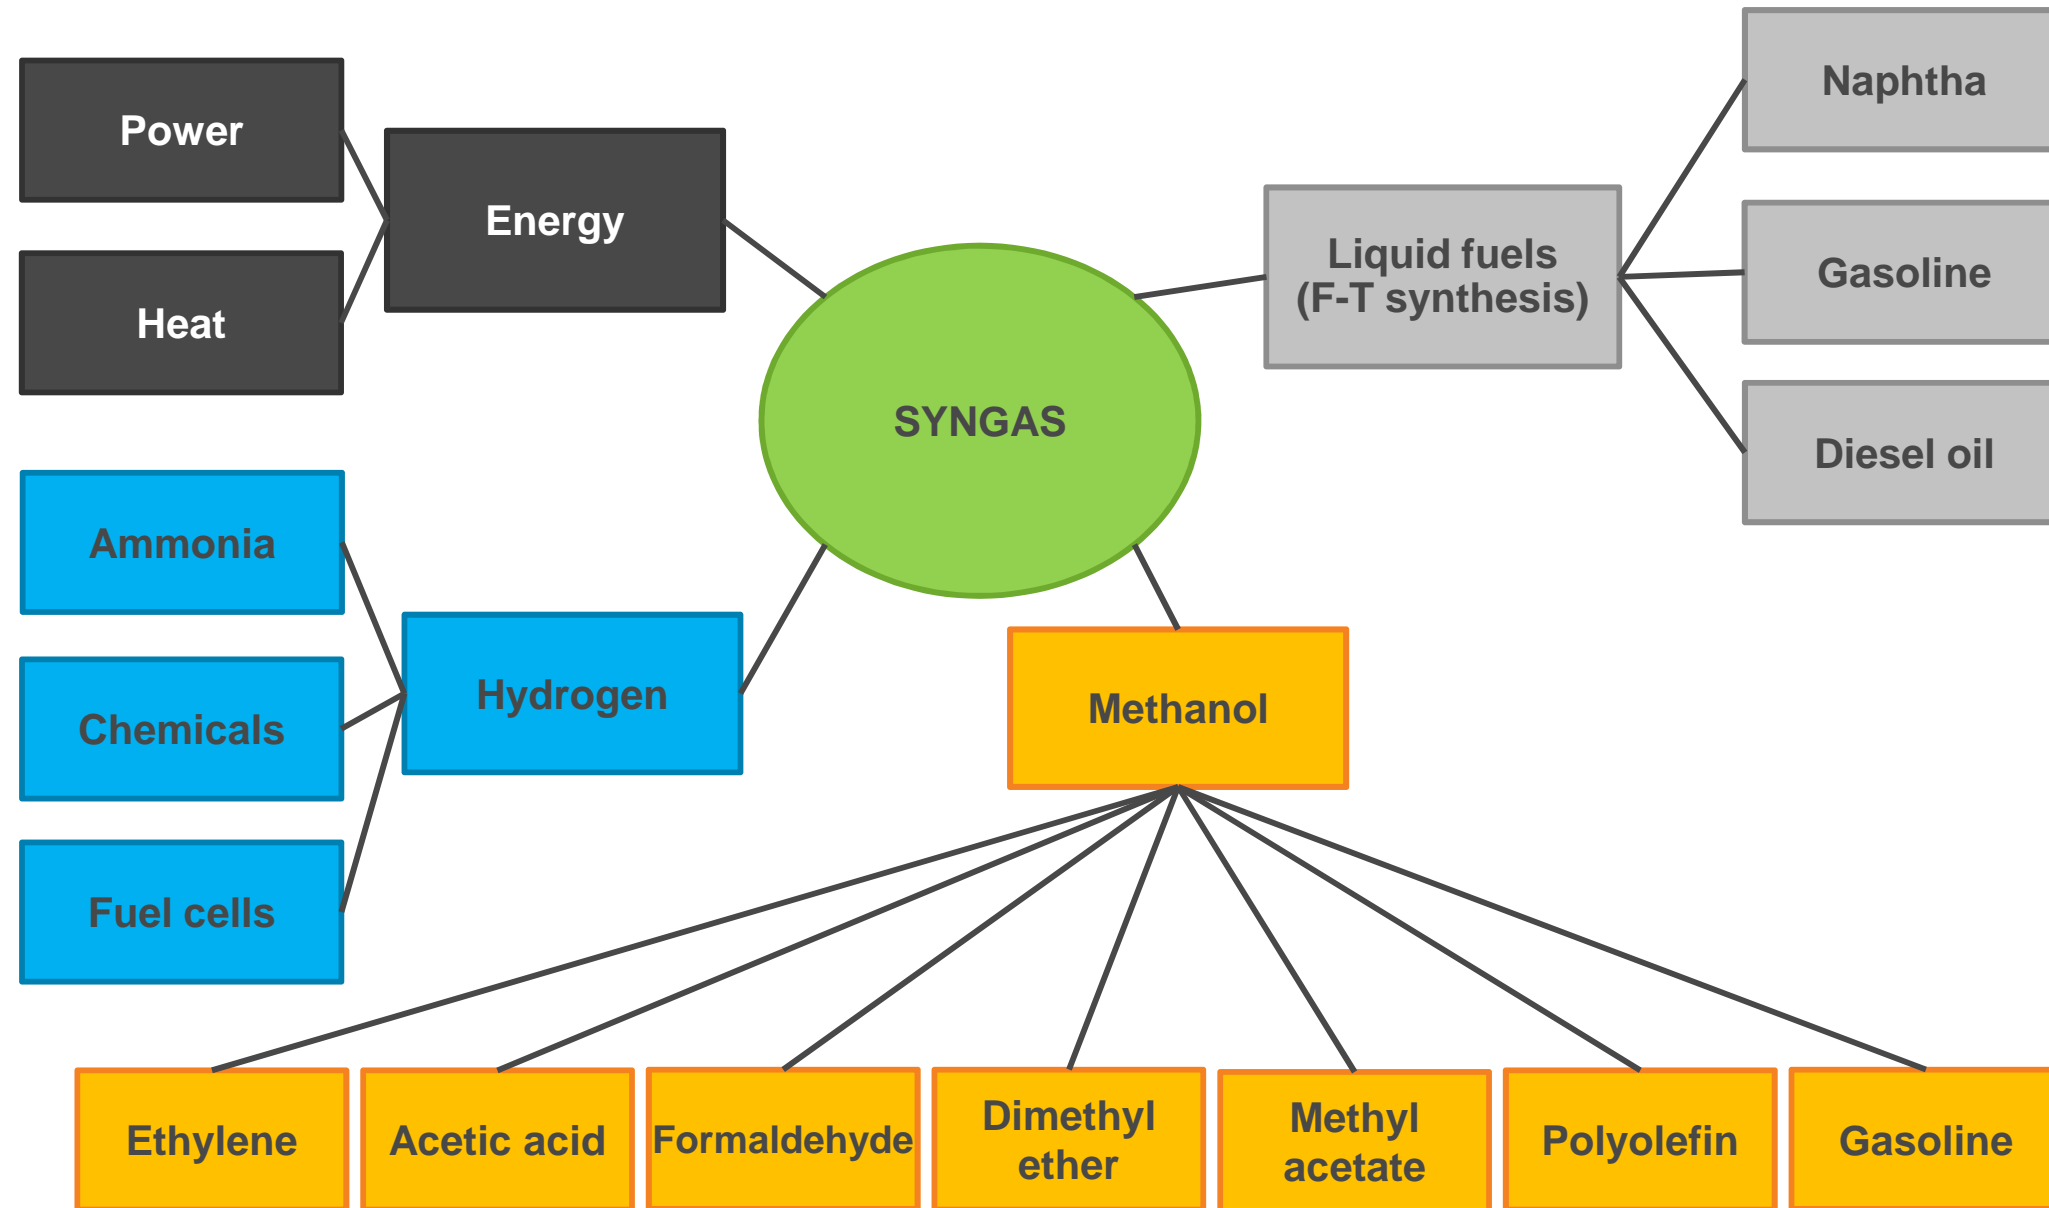 Power
Heat
Energy
SYNGAS
Liquid fuels
(F-T synthesis)
Naphtha
Gasoline
Diesel oil
Ammonia
Chemicals
Fuel cells
Hydrogen
Methanol
Ethylene
Acetic acid
Formaldehyde
Dimethyl
ether
Methyl
acetate
Polyolefin
Gasoline